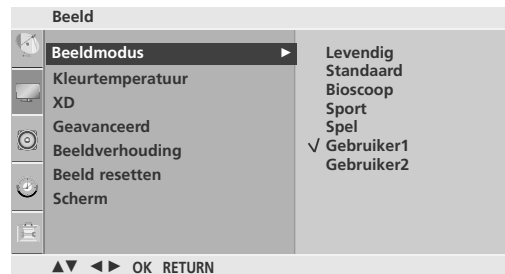 Beeld
Beeldmodus ►
Kleurtemperatuur
XD
Geavanceerd
Beeldverhouding
Beeld resetten
Scherm
Levendig
Standaard
Bioscoop
Sport
Spel
√ Gebruiker1
Gebruiker2
▲▼ ◄► OK RETURN